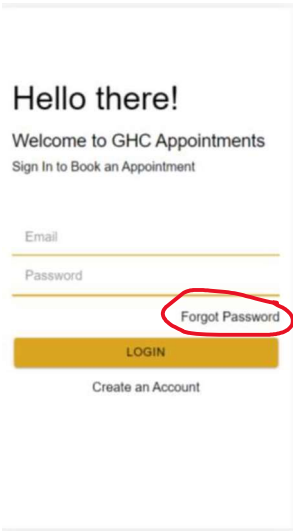 Hello there!
Welcome to GHC Appointments
Sign In to Book an Appointment
Email
Password
Forgot Password
LOGIN
Create an Account